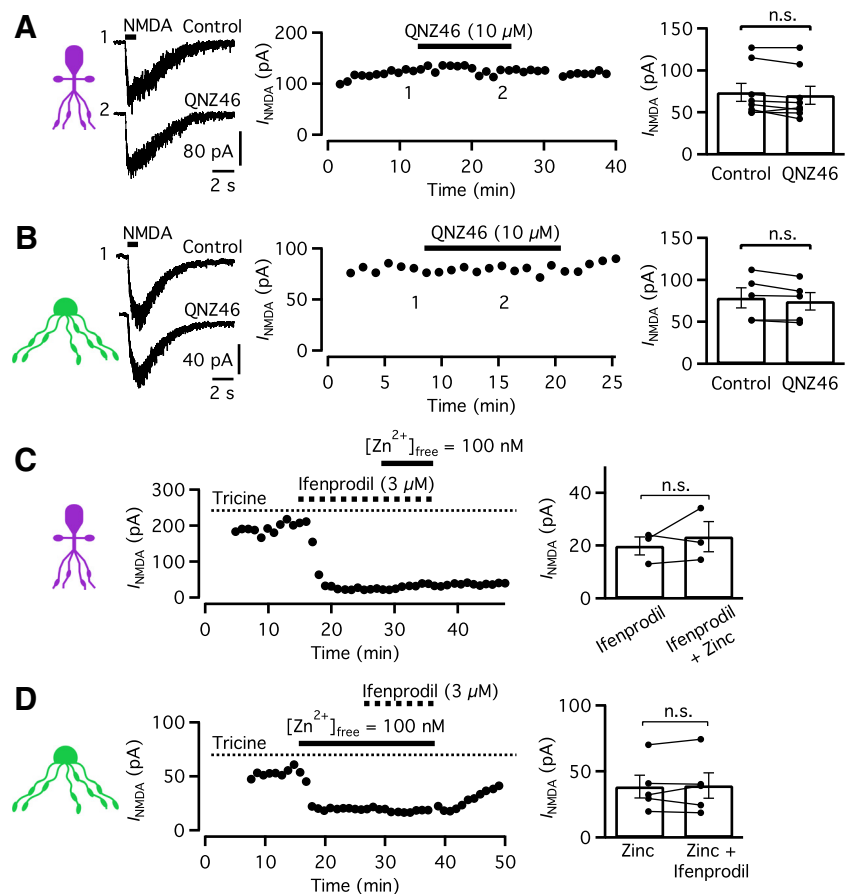 A
1
NMDA
Control
2
QNZ46
80 pA
2 s
I_NMDA (pA)
200
100
0
QNZ46 (10 µM)
1
2
0
10
20
30
40
Time (min)
I_NMDA (pA)
150
100
50
0
n.s.
Control
QNZ46
B
1
NMDA
Control
2
QNZ46
40 pA
2 s
I_NMDA (pA)
100
50
0
QNZ46 (10 µM)
1
2
0
5
10
15
20
25
Time (min)
I_NMDA (pA)
150
100
50
0
n.s.
Control
QNZ46
C
[Zn²⁺]free = 100 nM
Ifenprodil (3 µM)
Tricine
I_NMDA (pA)
300
200
100
0
0
10
20
30
40
Time (min)
I_NMDA (pA)
40
20
0
n.s.
Ifenprodil
Ifenprodil
+ Zinc
D
Ifenprodil (3 µM)
[Zn²⁺]free = 100 nM
Tricine
I_NMDA (pA)
100
50
0
0
10
20
30
40
50
Time (min)
I_NMDA (pA)
100
50
0
n.s.
Zinc
Zinc +
Ifenprodil